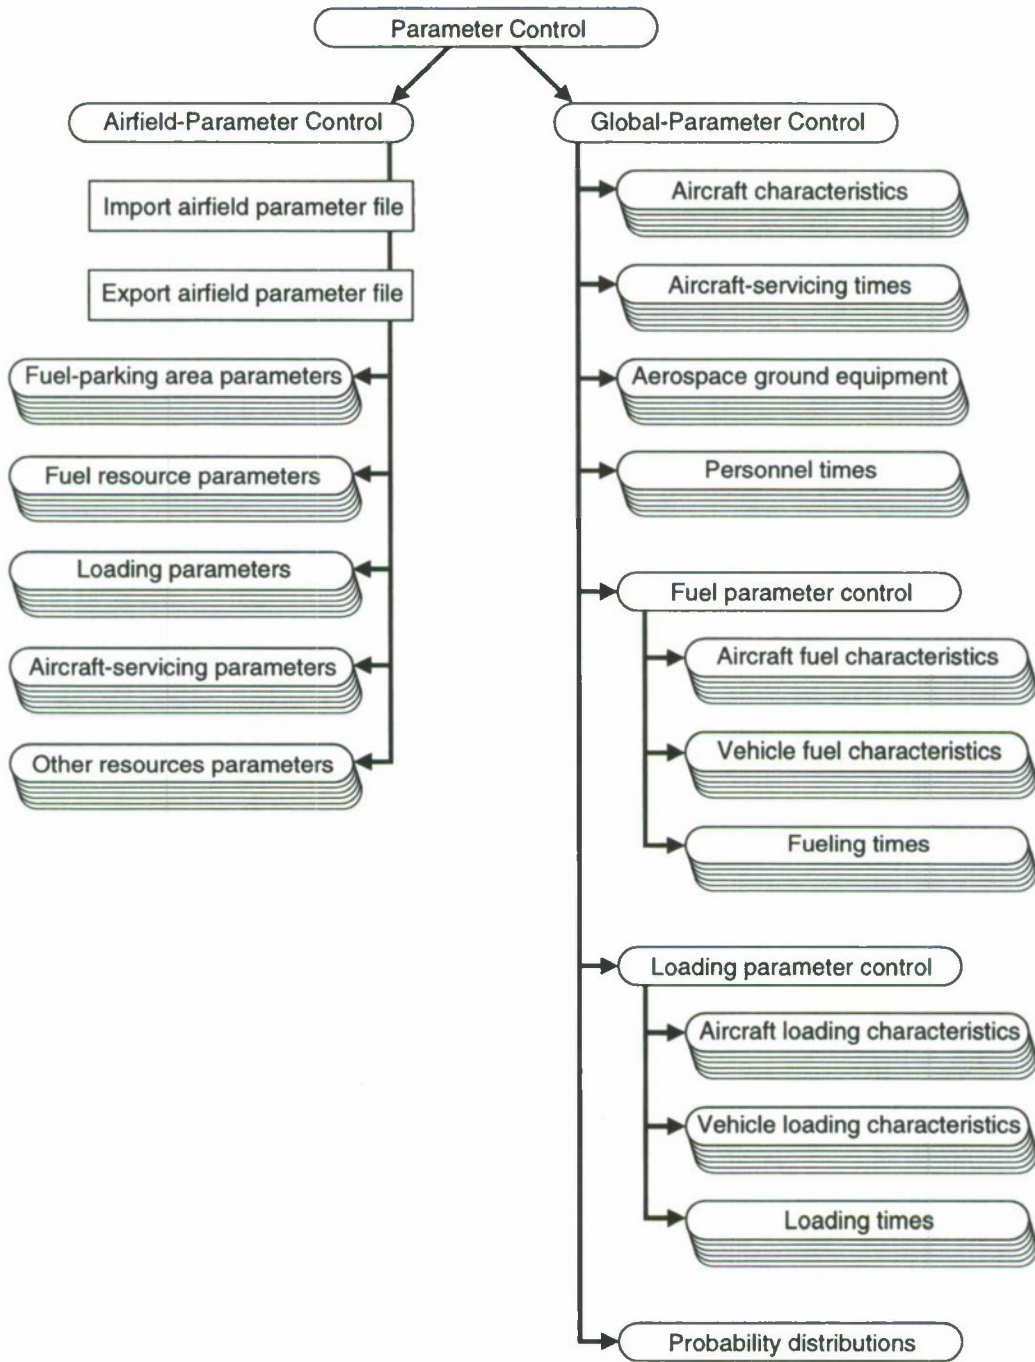 Parameter Control
Airfield-Parameter Control
Import airfield parameter file
Export airfield parameter file
Fuel-parking area parameters
Fuel resource parameters
Loading parameters
Aircraft-servicing parameters
Other resources parameters
Global-Parameter Control
Aircraft characteristics
Aircraft-servicing times
Aerospace ground equipment
Personnel times
Fuel parameter control
Aircraft fuel characteristics
Vehicle fuel characteristics
Fueling times
Loading parameter control
Aircraft loading characteristics
Vehicle loading characteristics
Loading times
Probability distributions